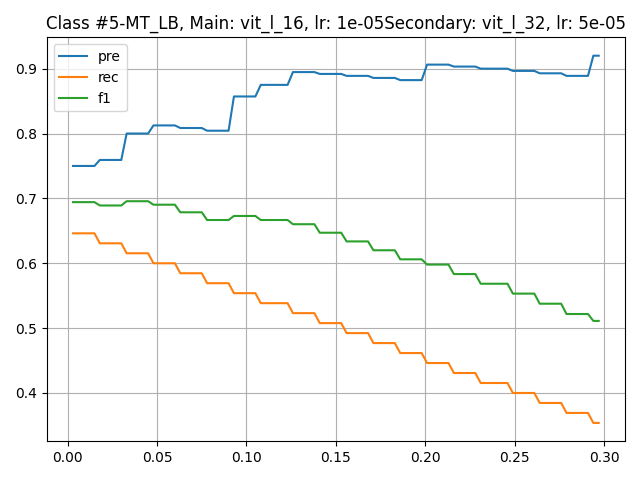 Class #5-MT_LB, Main: vit_l_16, lr: 1e-05Secondary: vit_l_32, lr: 5e-05
pre
rec
f1
0.9
0.8
0.7
0.6
0.5
0.4
0.00 0.05 0.10 0.15 0.20 0.25 0.30